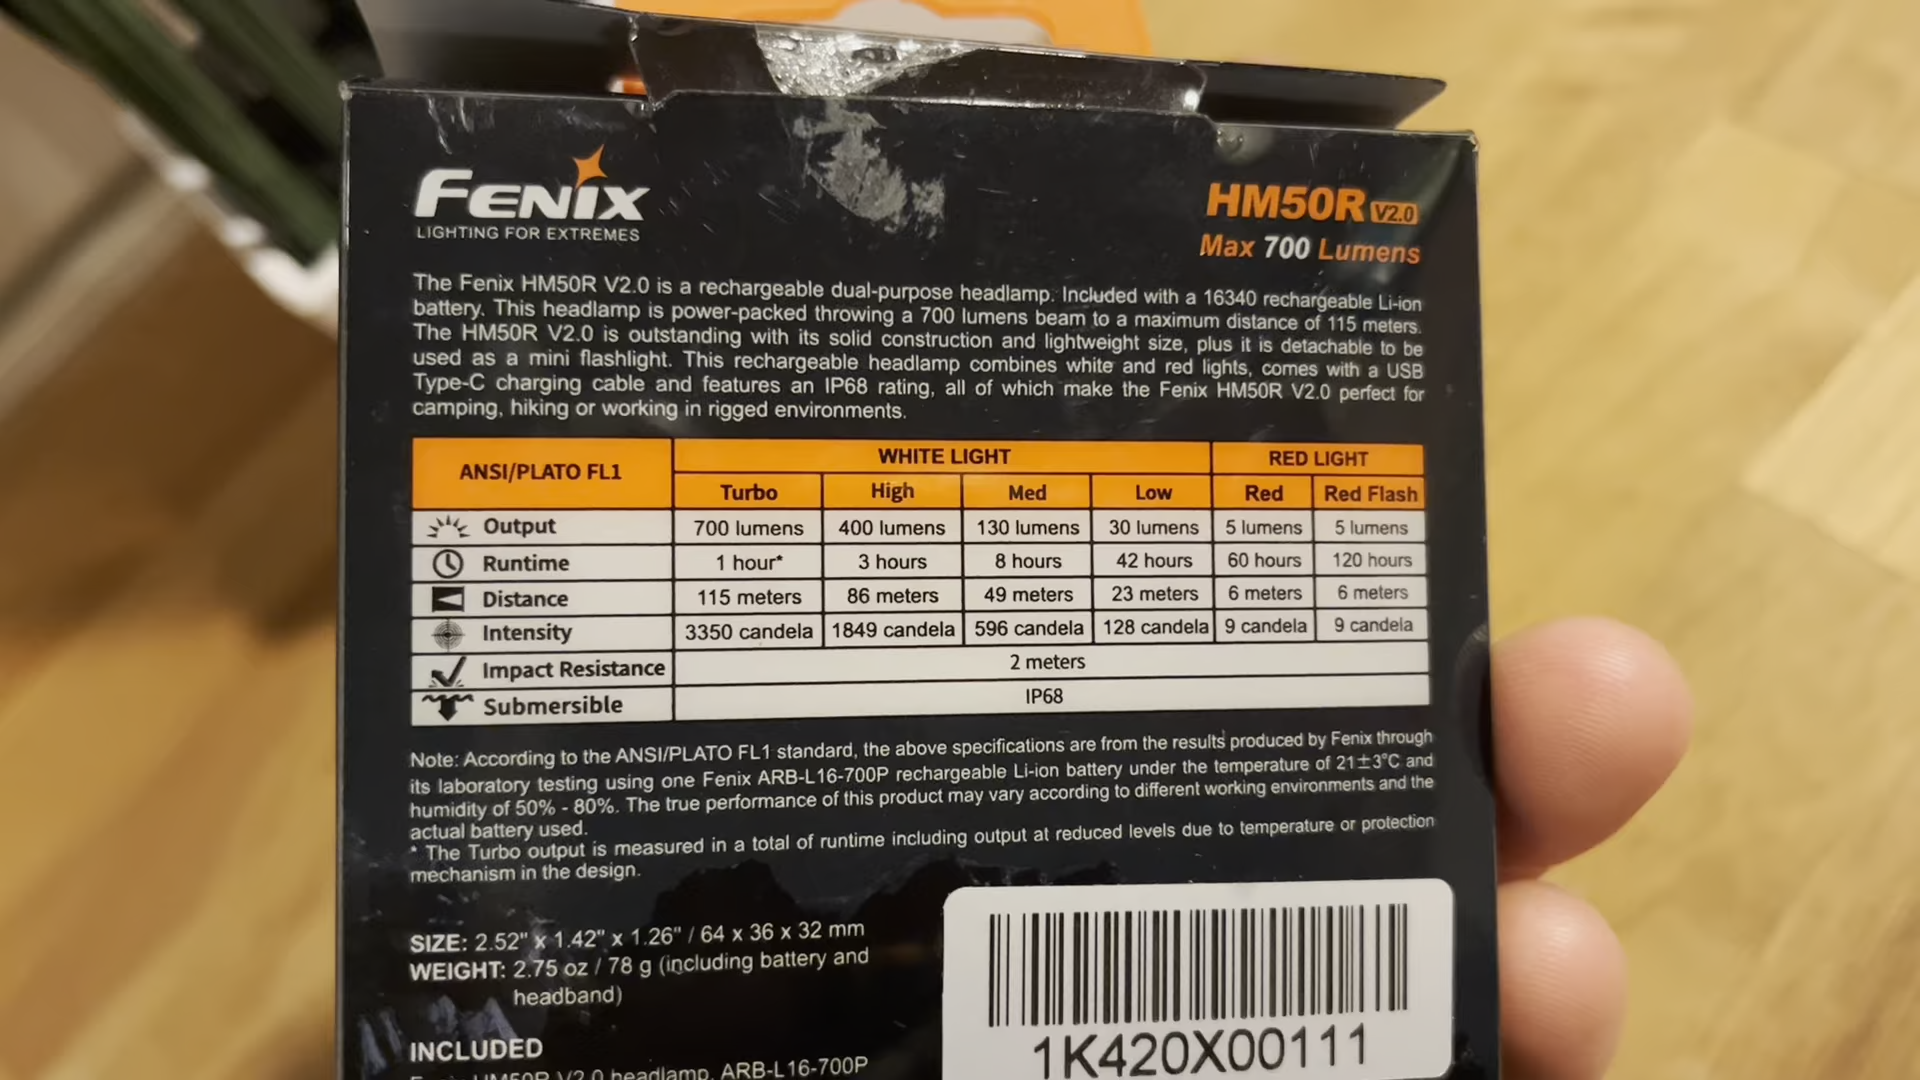 FENIX
LIGHTING FOR EXTREMES
HM50R V2.0
Max 700 Lumens
The Fenix HM50R V2.0 is a rechargeable dual-purpose headlamp. Included with a 16340 rechargeable Li-ion
battery. This headlamp is power-packed throwing a 700 lumens beam to a maximum distance of 115 meters.
The HM50R V2.0 is outstanding with its solid construction and lightweight size, plus it is detachable to be
used as a mini flashlight. This rechargeable headlamp combines white and red lights, comes with a USB
Type-C charging cable and features an IP68 rating, all of which make the Fenix HM50R V2.0 perfect for
camping, hiking or working in rigged environments.
ANSI/PLATO FL1 WHITE LIGHT RED LIGHT
Turbo High Med Low Red Red Flash
Output 700 lumens 400 lumens 130 lumens 30 lumens 5 lumens 5 lumens
Runtime 1 hour* 3 hours 8 hours 42 hours 60 hours 120 hours
Distance 115 meters 86 meters 49 meters 23 meters 6 meters 6 meters
Intensity 3350 candela 1849 candela 596 candela 128 candela 9 candela 9 candela
Impact Resistance 2 meters
Submersible IP68
Note: According to the ANSI/PLATO FL1 standard, the above specifications are from the results produced by Fenix through
its laboratory testing using one Fenix ARB-L16-700P rechargeable Li-ion battery under the temperature of 21±3°C and
humidity of 50% - 80%. The true performance of this product may vary according to different working environments and the
actual battery used.
* The Turbo output is measured in a total of runtime including output at reduced levels due to temperature or protection
mechanism in the design.
SIZE: 2.52" x 1.42" x 1.26" / 64 x 36 x 32 mm
WEIGHT: 2.75 oz / 78 g (including battery and
headband)
INCLUDED
Fenix HM50R V2.0 headlamp, ARB-L16-700P
1K420X00111